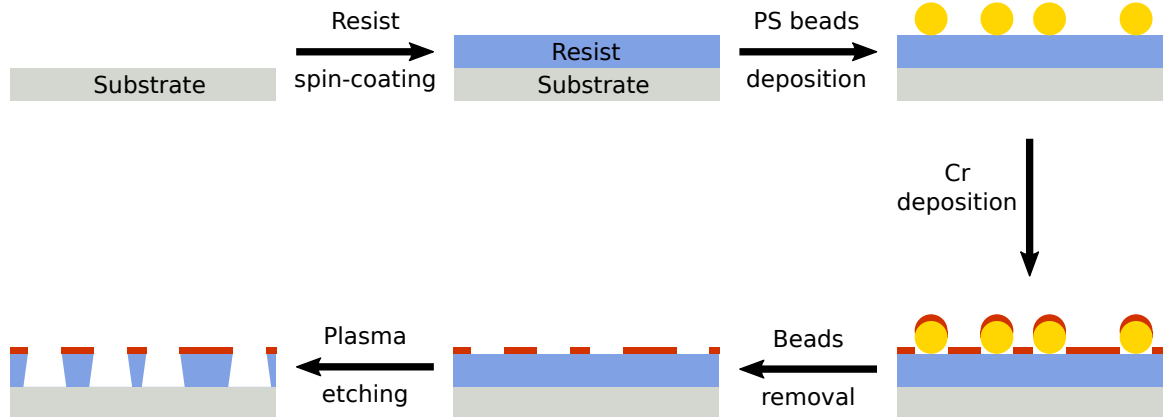 Substrate
Resist
spin-coating
Resist
Substrate
PS beads
deposition
Cr
deposition
Beads
removal
Plasma
etching